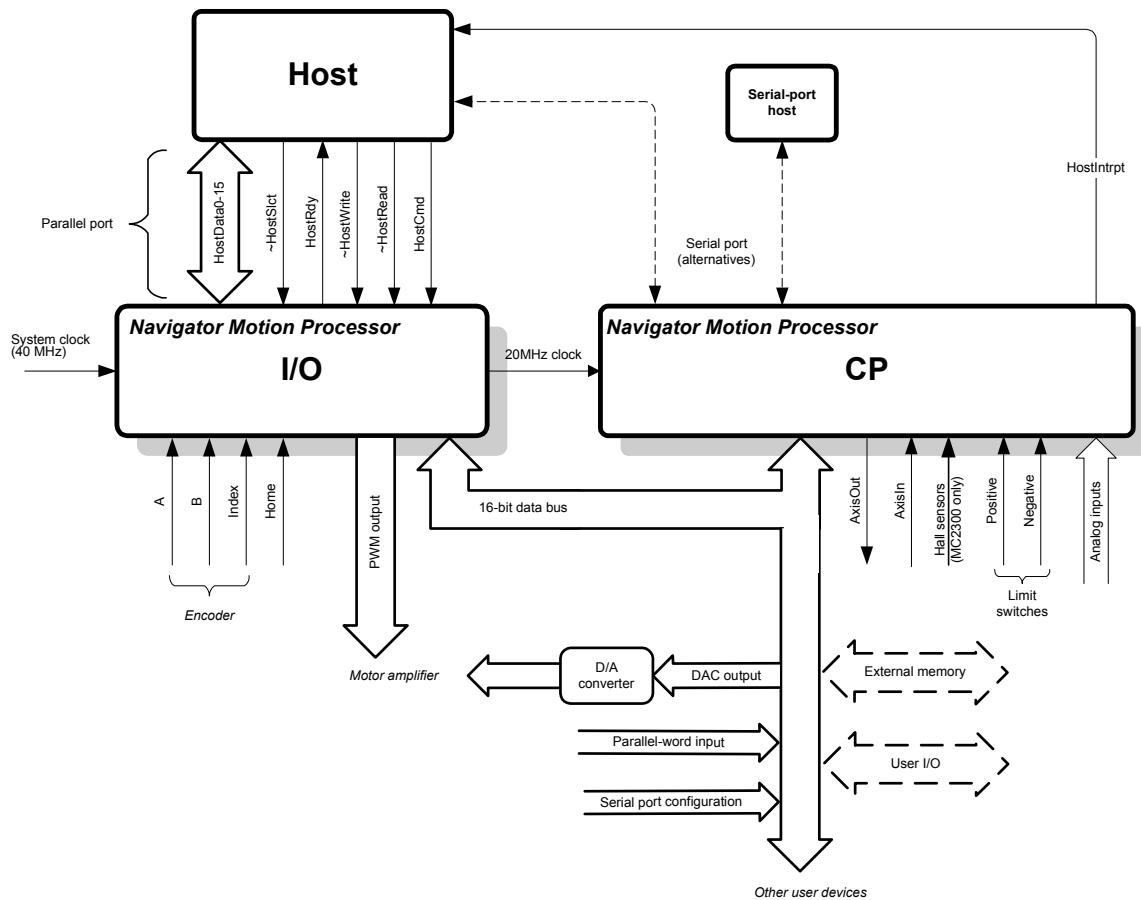 Host
Serial-port
host
HostIntrpt
Parallel port
HostData0-15
~HostSlct
HostRdy
~HostWrite
~HostRead
HostCmd
Serial port
(alternatives)
System clock
(40 MHz)
Navigator Motion Processor
I/O
20MHz clock
Navigator Motion Processor
CP
A
B
Index
Home
Encoder
PWM output
Motor amplifier
16-bit data bus
AxisOut
AxisIn
Hall sensors
(MC2300 only)
Positive
Negative
Limit
switches
Analog inputs
D/A
converter
DAC output
External memory
Parallel-word input
User I/O
Serial port configuration
Other user devices